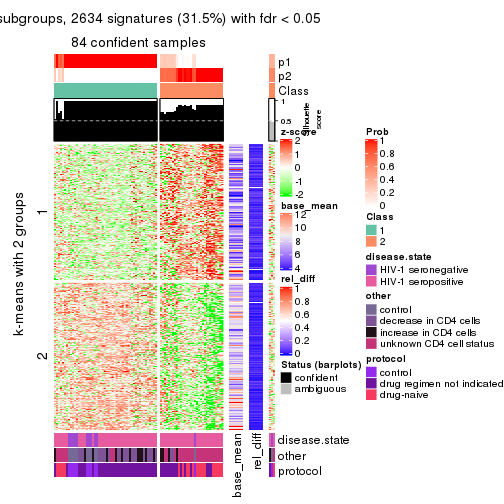 subgroups, 2634 signatures (31.5%) with fdr < 0.05
84 confident samples
p1
p2
Class
1
0.5
0
silhouette
score
k-means with 2 groups
1
2
z-score
2
1
0
-1
-2
base_mean
12
10
8
6
4
rel_diff
1
0.8
0.6
0.4
0.2
0
Status (barplots)
confident
ambiguous
Prob
1
0.8
0.6
0.4
0.2
0
Class
1
2
disease.state
HIV-1 seronegative
HIV-1 seropositive
other
control
decrease in CD4 cells
increase in CD4 cells
unknown CD4 cell status
protocol
control
drug regimen not indicated
drug-naive
disease.state
other
protocol
base_mean
rel_diff